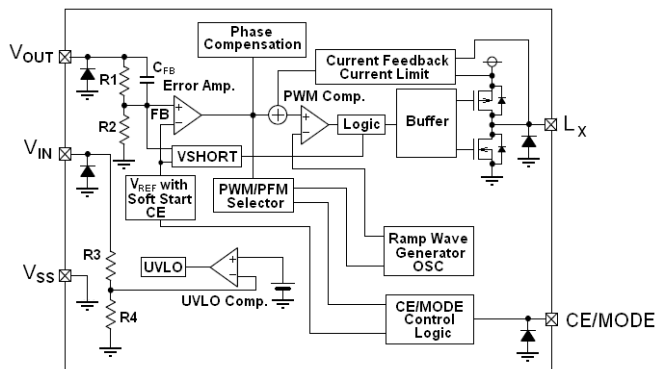 Phase
Compensation
VOUT
CFB
R1
Error Amp.
Current Feedback
Current Limit
PWM Comp.
FB
R2
Logic
Buffer
LX
VIN
VSHORT
VREF with
Soft Start
CE
PWM/PFM
Selector
Ramp Wave
Generator
OSC
R3
UVLO
VSS
UVLO Comp.
R4
CE/MODE
Control
Logic
CE/MODE